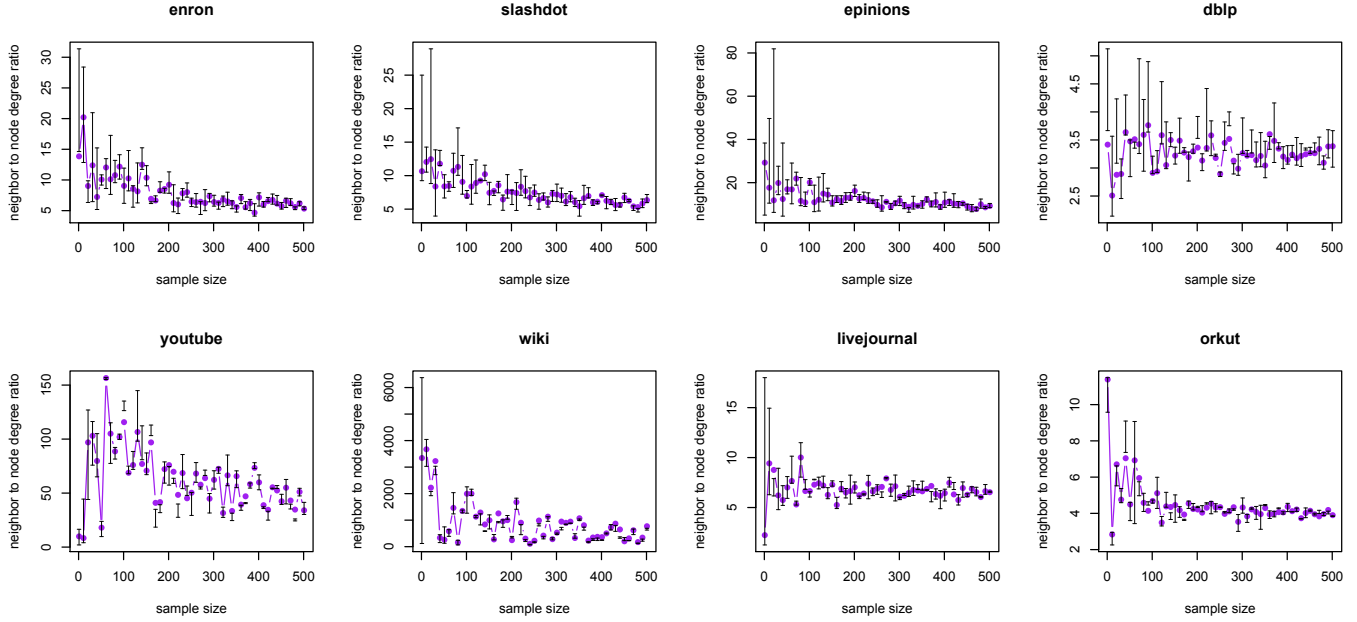 enron
neighbor to node degree ratio
5 10 15 20 25 30
0 100 200 300 400 500
sample size
slashdot
neighbor to node degree ratio
5 10 15 20 25
0 100 200 300 400 500
sample size
epinions
neighbor to node degree ratio
20 40 60 80
0 100 200 300 400 500
sample size
dblp
neighbor to node degree ratio
2.5 3.5 4.5
0 100 200 300 400 500
sample size
youtube
neighbor to node degree ratio
0 50 100 150
0 100 200 300 400 500
sample size
wiki
neighbor to node degree ratio
0 2000 4000 6000
0 100 200 300 400 500
sample size
livejournal
neighbor to node degree ratio
5 10 15
0 100 200 300 400 500
sample size
orkut
neighbor to node degree ratio
2 4 6 8 10
0 100 200 300 400 500
sample size